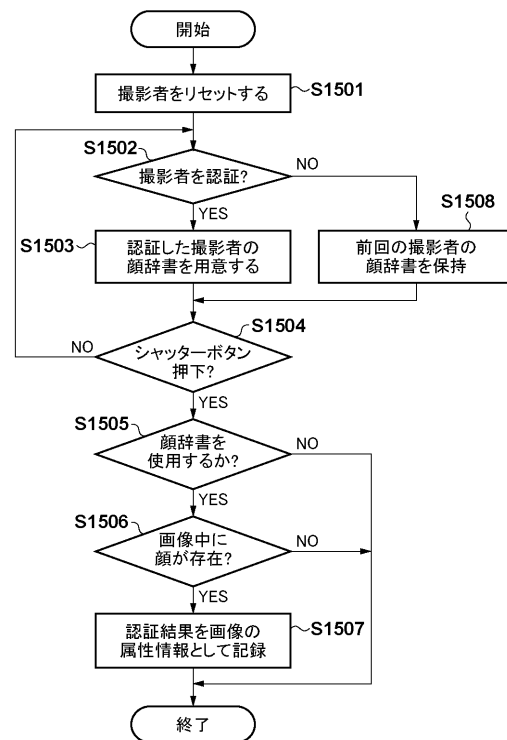 開始
撮影者をリセットする
S1501
S1502
撮影者を認証?
NO
YES
S1503
認証した撮影者の
顔辞書を用意する
S1508
前回の撮影者の
顔辞書を保持
S1504
シャッターボタン
押下?
NO
YES
S1505
顔辞書を
使用するか?
NO
YES
S1506
画像中に
顔が存在?
NO
YES
認証結果を画像の
属性情報として記録
S1507
終了